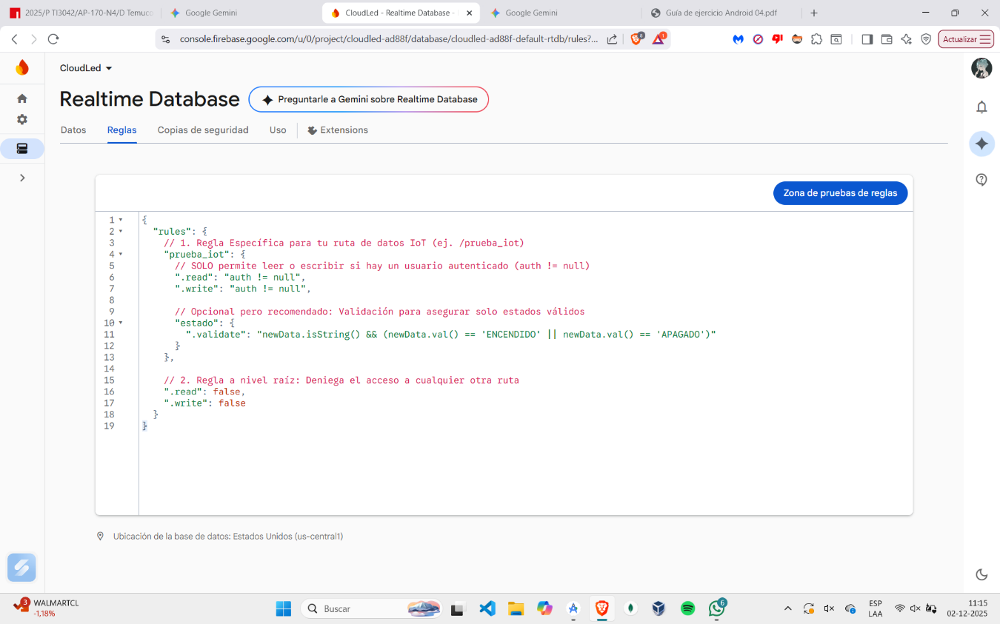 2025/P TI3042/AP-170-N4/D Temuco
Google Gemini
CloudLed - Realtime Database -
Google Gemini
Guía de ejercicio Android 04.pdf
console.firebase.google.com/u/0/project/cloudled-ad88f/database/cloudled-ad88f-default-rtdb/rules?...
8
1
Actualizar
CloudLed
Realtime Database
Preguntarle a Gemini sobre Realtime Database
Datos
Reglas
Copias de seguridad
Uso
Extensions
Zona de pruebas de reglas
1 {
2 "rules": {
3 // 1. Regla Específica para tu ruta de datos IoT (ej. /prueba_iot)
4 "prueba_iot": {
5 // SOLO permite leer o escribir si hay un usuario autenticado (auth != null)
6 ".read": "auth != null",
7 ".write": "auth != null",
8
9 // Opcional pero recomendado: Validación para asegurar solo estados válidos
10 "estado": {
11 ".validate": "newData.isString() && (newData.val() == 'ENCENDIDO' || newData.val() == 'APAGADO')"
12 }
13 },
14
15 // 2. Regla a nivel raíz: Deniega el acceso a cualquier otra ruta
16 ".read": false,
17 ".write": false
18 }
19 }
Ubicación de la base de datos: Estados Unidos (us-central1)
3
WALMARTCL
-1,18%
Buscar
6
ESP
LAA
11:15
02-12-2025